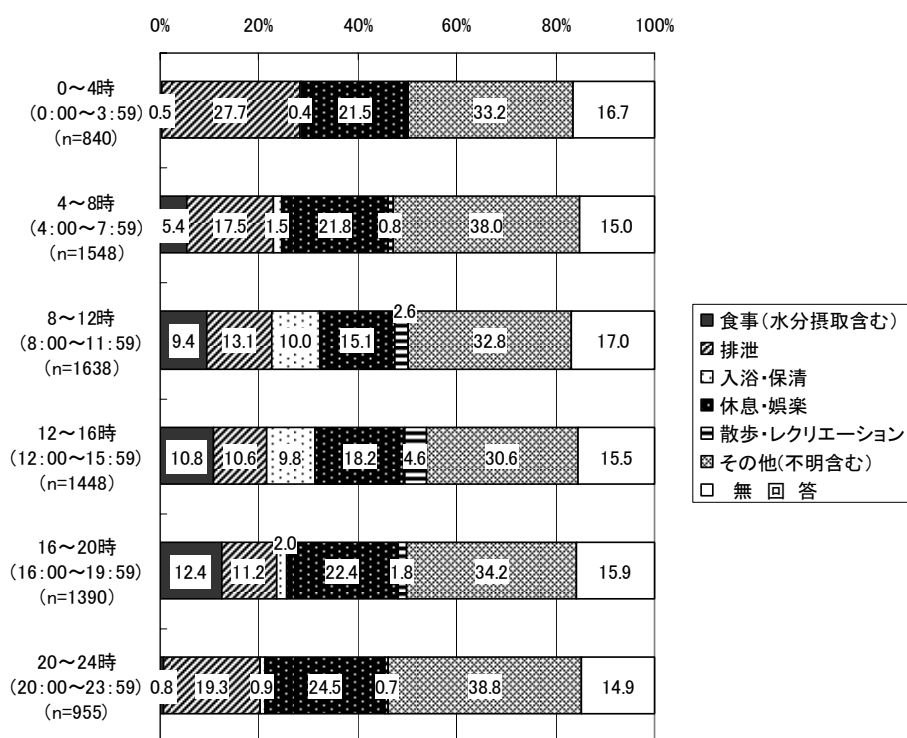 0% 20% 40% 60% 80% 100%
0～4時
(0:00～3:59)
(n=840)
0.5 27.7 0.4 21.5 33.2 16.7
4～8時
(4:00～7:59)
(n=1548)
5.4 17.5 1.5 21.8 0.8 38.0 15.0
8～12時
(8:00～11:59)
(n=1638)
9.4 13.1 10.0 15.1 2.6 32.8 17.0
12～16時
(12:00～15:59)
(n=1448)
10.8 10.6 9.8 18.2 4.6 30.6 15.5
16～20時
(16:00～19:59)
(n=1390)
12.4 11.2 2.0 22.4 1.8 34.2 15.9
20～24時
(20:00～23:59)
(n=955)
0.8 19.3 0.9 24.5 0.7 38.8 14.9
食事(水分摂取含む)
排泄
入浴・保清
休息・娯楽
散歩・レクリエーション
その他(不明含む)
無 回 答